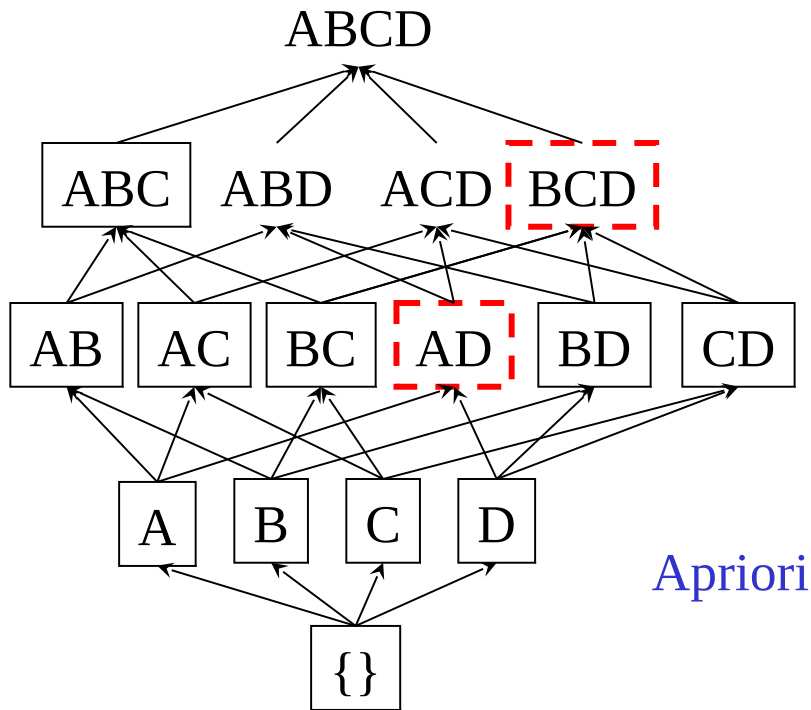 ABCD
ABC ABD ACD BCD
AB AC BC AD BD CD
A B C D
Apriori
{}